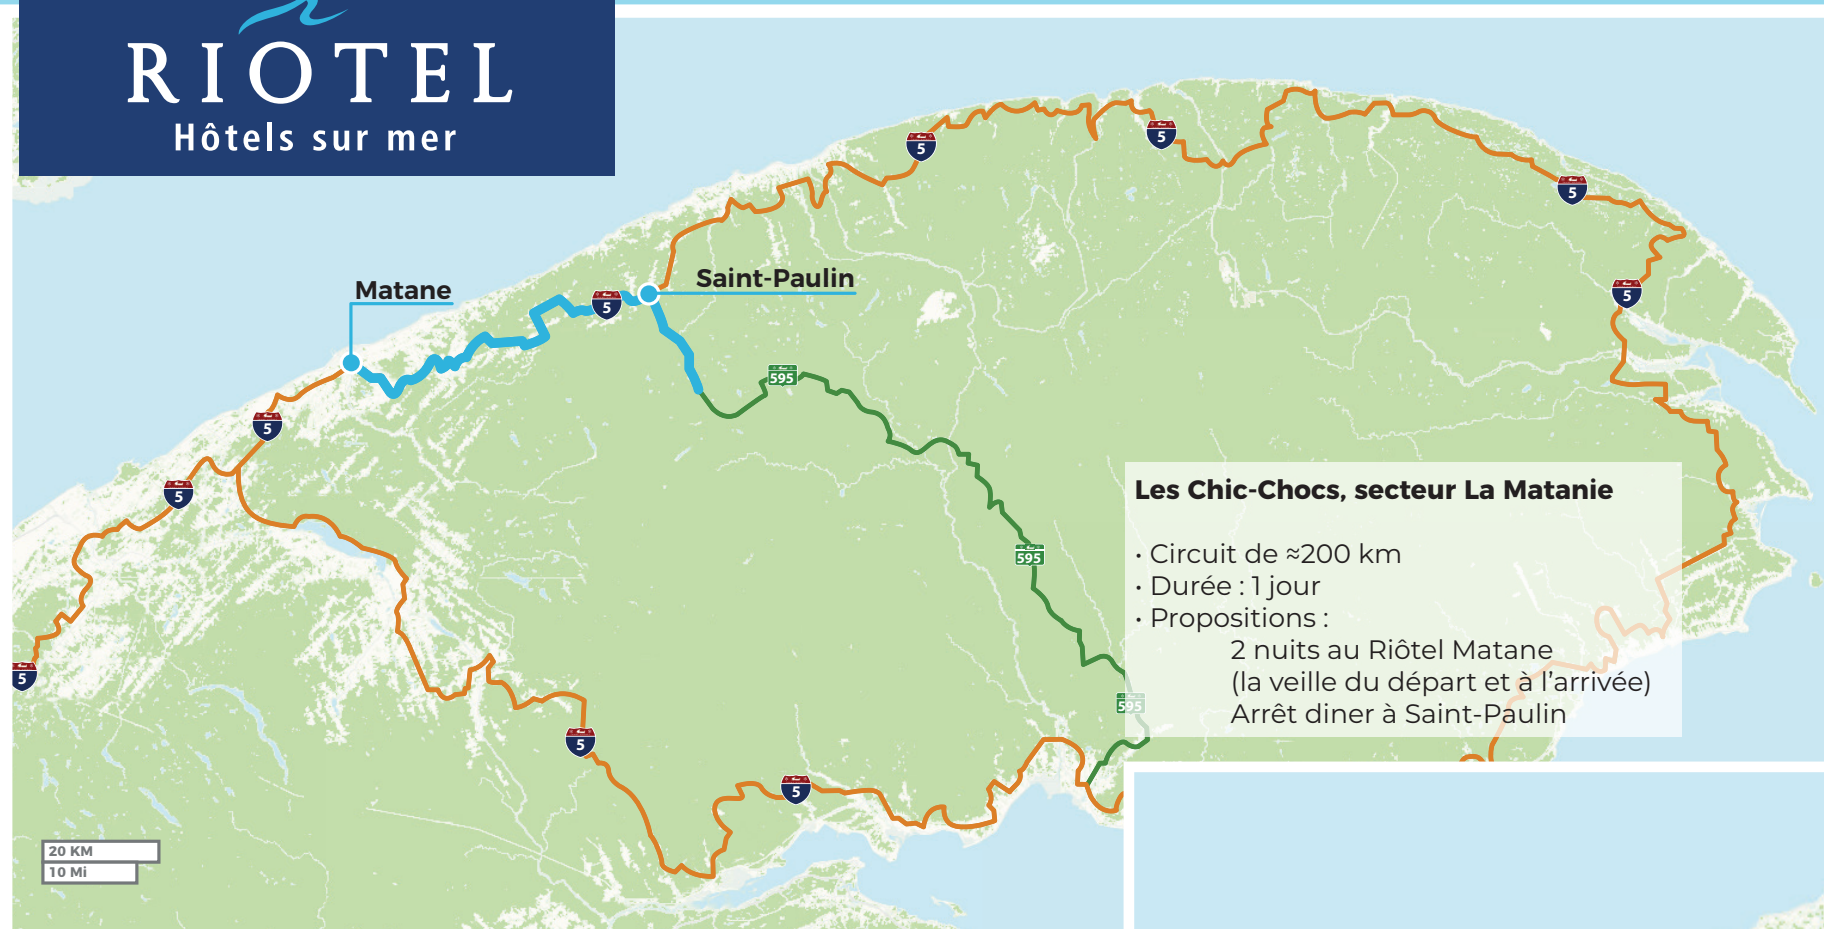 RIÔTEL
Hôtels sur mer
5
5
5
Saint-Paulin
Matane
5
5
5
595
5
5
Les Chic-Chocs, secteur La Matanie
· Circuit de ≈200 km
· Durée : 1 jour
· Propositions :
2 nuits au Riôtel Matane
(la veille du départ et à l'arrivée)
Arrêt diner à Saint-Paulin
595
5
595
5
5
20 KM
10 Mi